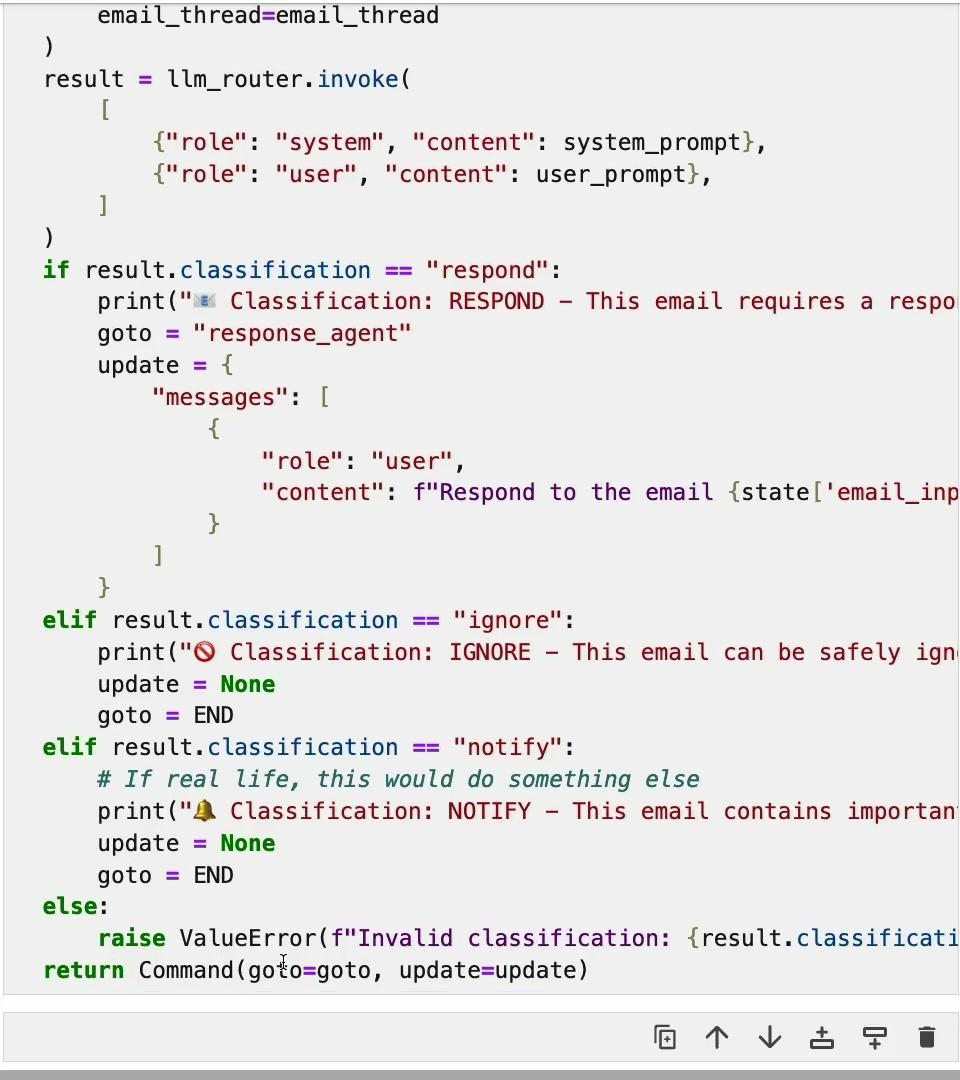 email_thread=email_thread
    )
    result = llm_router.invoke(
        [
            {"role": "system", "content": system_prompt},
            {"role": "user", "content": user_prompt},
        ]
    )
    if result.classification == "respond":
        print("📧 Classification: RESPOND – This email requires a respo
        goto = "response_agent"
        update = {
            "messages": [
                {
                    "role": "user",
                    "content": f"Respond to the email {state['email_inp
                }
            ]
        }
    elif result.classification == "ignore":
        print("🚫 Classification: IGNORE – This email can be safely ign
        update = None
        goto = END
    elif result.classification == "notify":
        # If real life, this would do something else
        print("🔔 Classification: NOTIFY – This email contains importan
        update = None
        goto = END
    else:
        raise ValueError(f"Invalid classification: {result.classificati
    return Command(goto=goto, update=update)